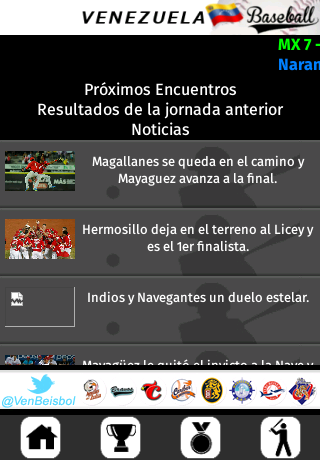 VENEZUELA Baseball
MX 7 -
Naran
Próximos Encuentros
Resultados de la jornada anterior
Noticias
Magallanes se queda en el camino y
Mayaguez avanza a la final.
Hermosillo deja en el terreno al Licey y
es el 1er finalista.
Indios y Navegantes un duelo estelar.
Mayagüez le quitó el invicto a la Nave y
@VenBeisbol